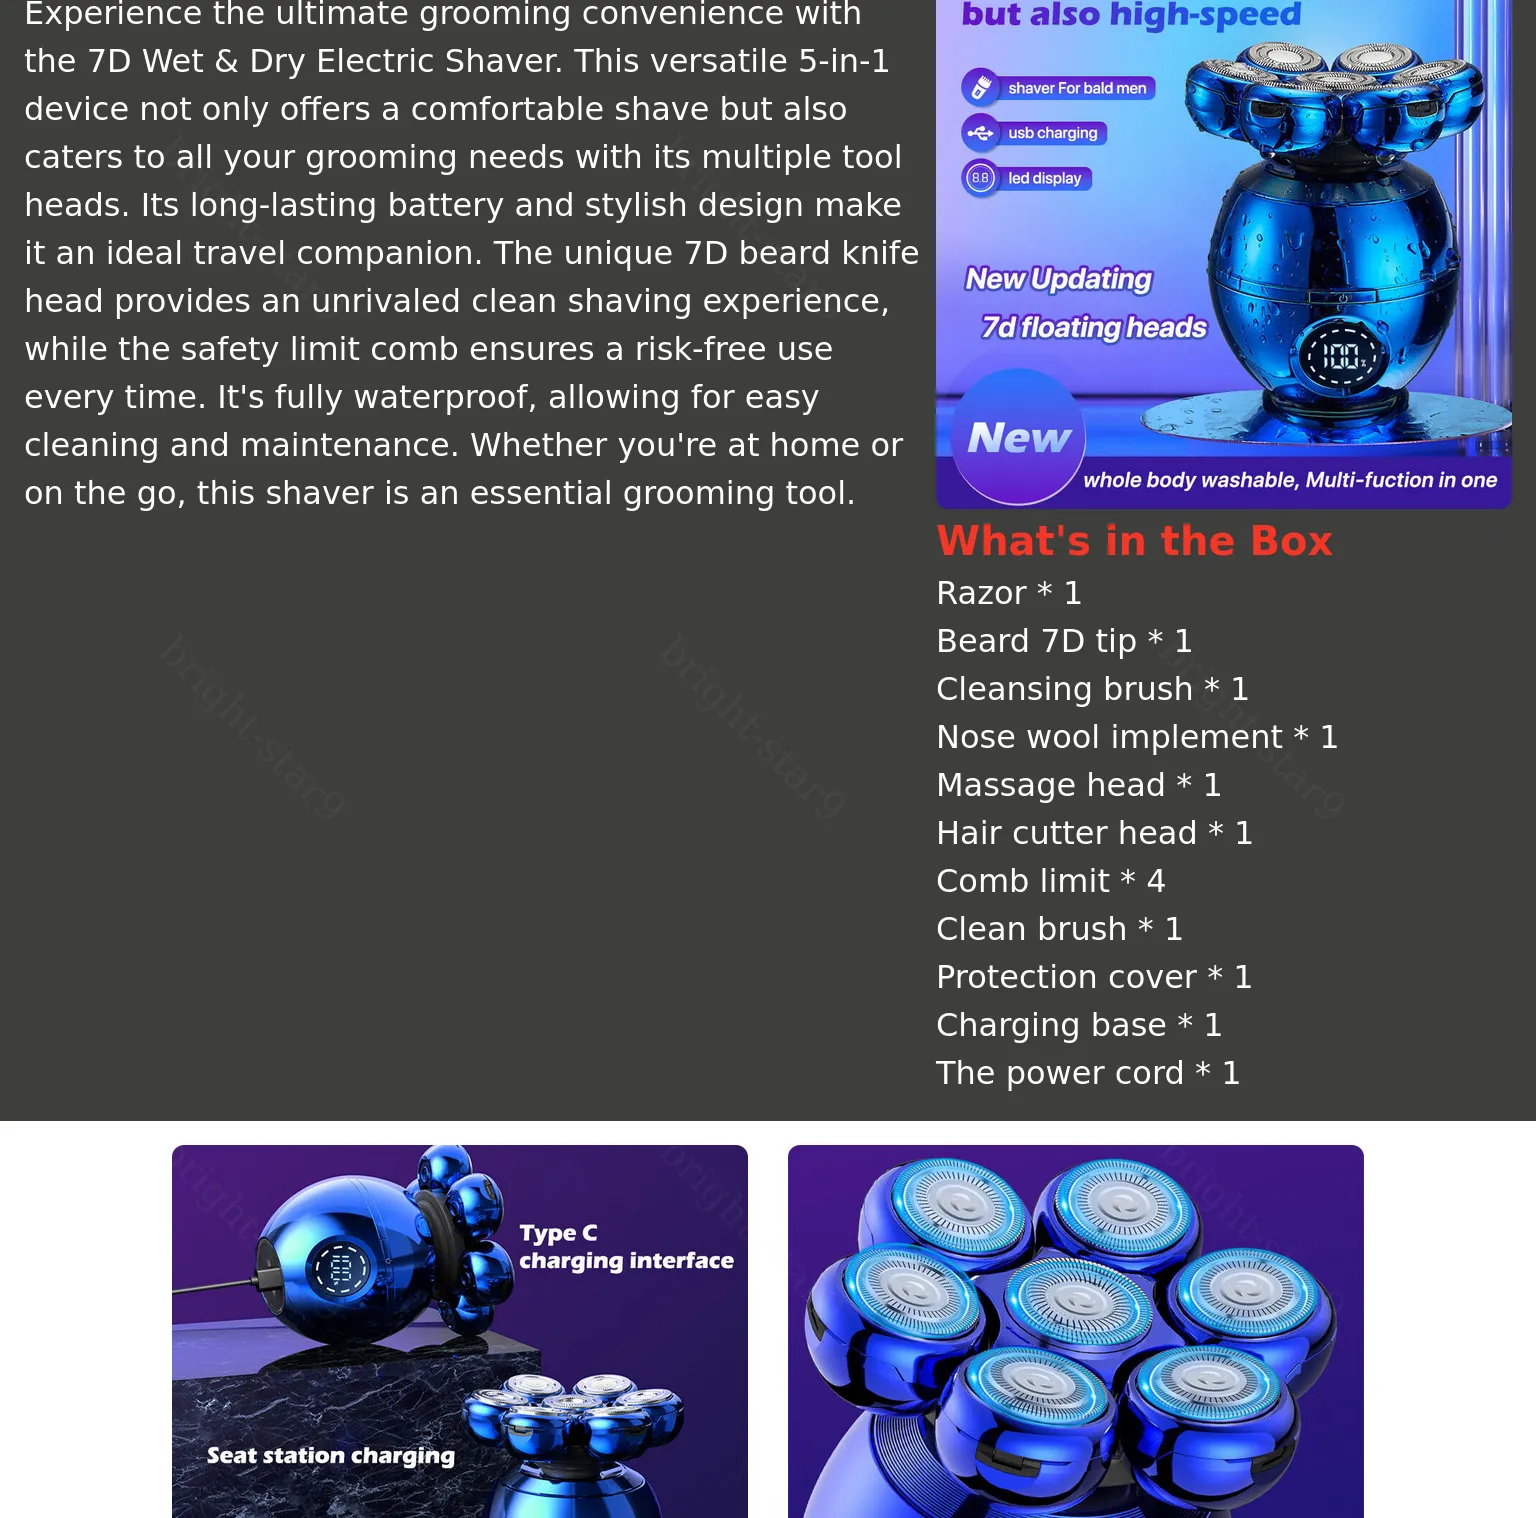 Experience the ultimate grooming convenience with
the 7D Wet & Dry Electric Shaver. This versatile 5-in-1
device not only offers a comfortable shave but also
caters to all your grooming needs with its multiple tool
heads. Its long-lasting battery and stylish design make
it an ideal travel companion. The unique 7D beard knife
head provides an unrivaled clean shaving experience,
while the safety limit comb ensures a risk-free use
every time. It's fully waterproof, allowing for easy
cleaning and maintenance. Whether you're at home or
on the go, this shaver is an essential grooming tool.
but also high-speed
shaver For bald men
usb charging
8.8
led display
New Updating
7d floating heads
100%
New
whole body washable, Multi-fuction in one
What's in the Box
Razor * 1
Beard 7D tip * 1
Cleansing brush * 1
Nose wool implement * 1
Massage head * 1
Hair cutter head * 1
Comb limit * 4
Clean brush * 1
Protection cover * 1
Charging base * 1
The power cord * 1
bright-star9
bright-star9
bright-star9
Type C
charging interface
Seat station charging